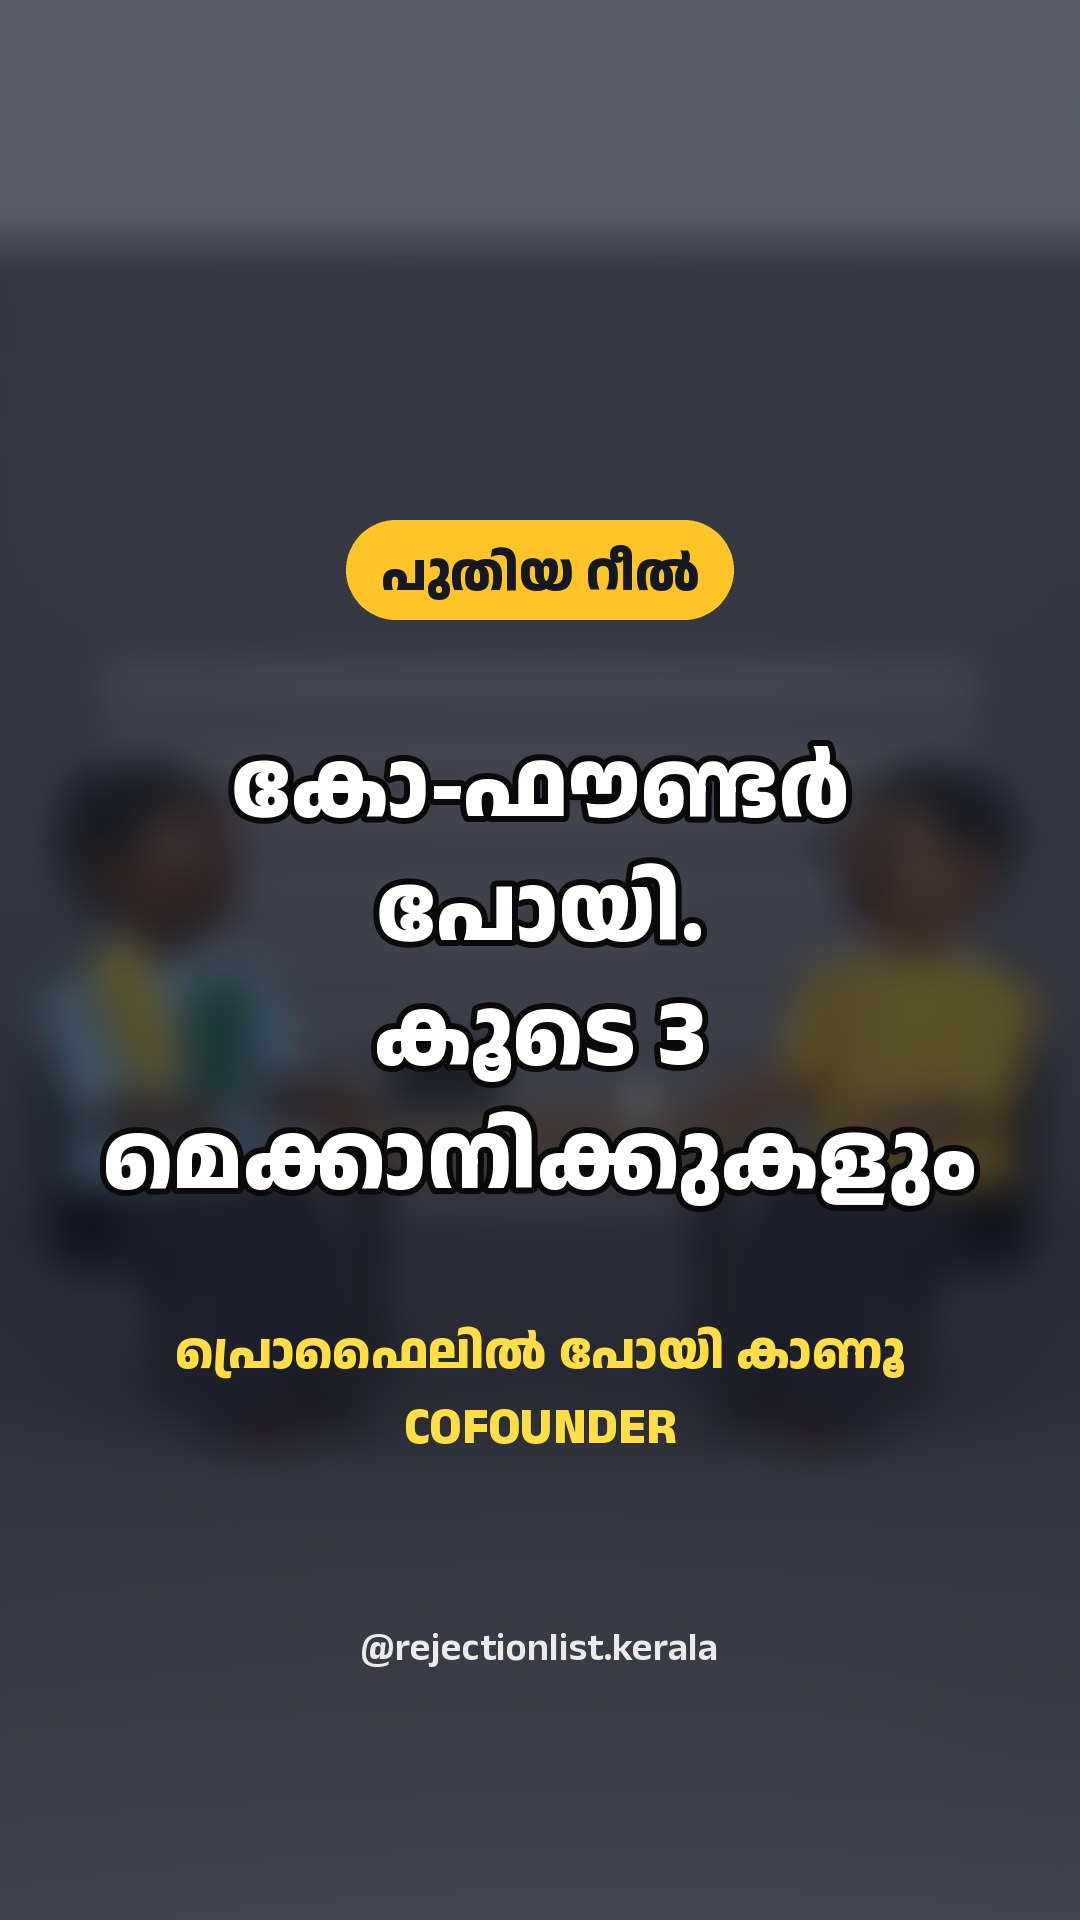 പുതിയ റീൽ
കോ-ഫൗണ്ടർ
പോയി.
കൂടെ 3
മെക്കാനിക്കുകളും
പ്രൊഫൈലിൽ പോയി കാണൂ
COFOUNDER
@rejectionlist.kerala